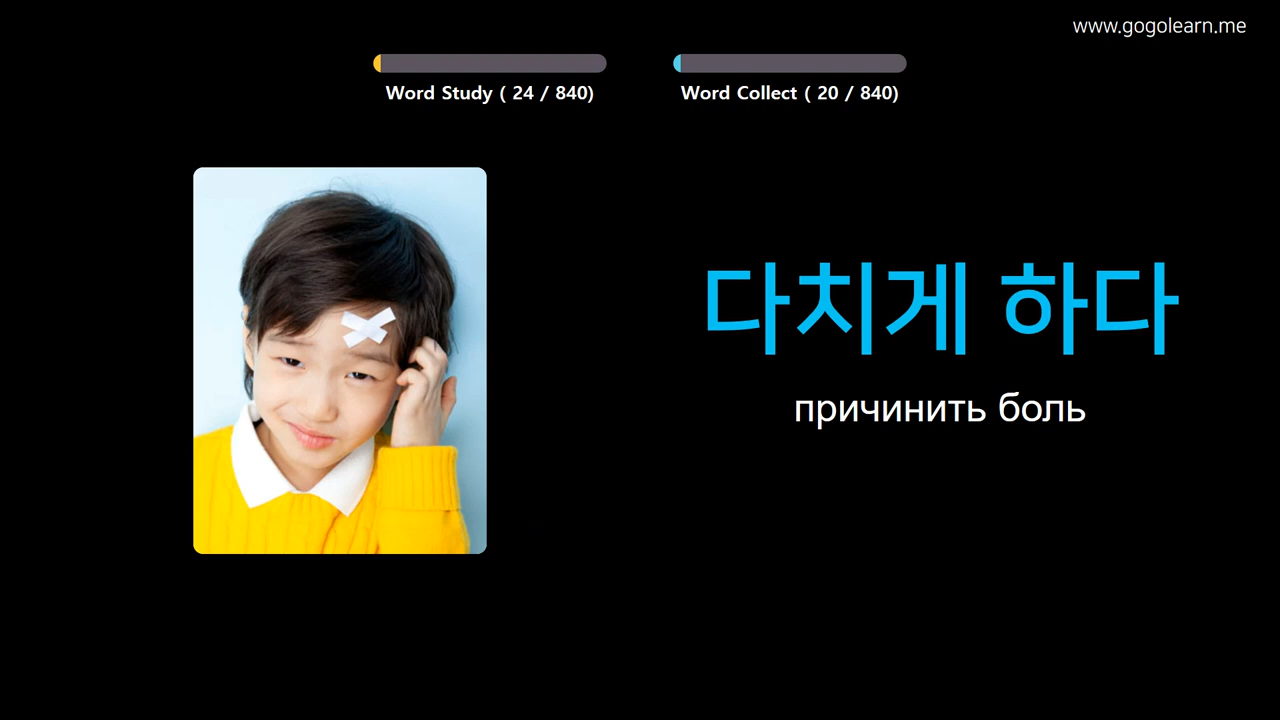 www.gogolearn.me
Word Study ( 24 / 840)
Word Collect ( 20 / 840)
다치게 하다
причинить боль